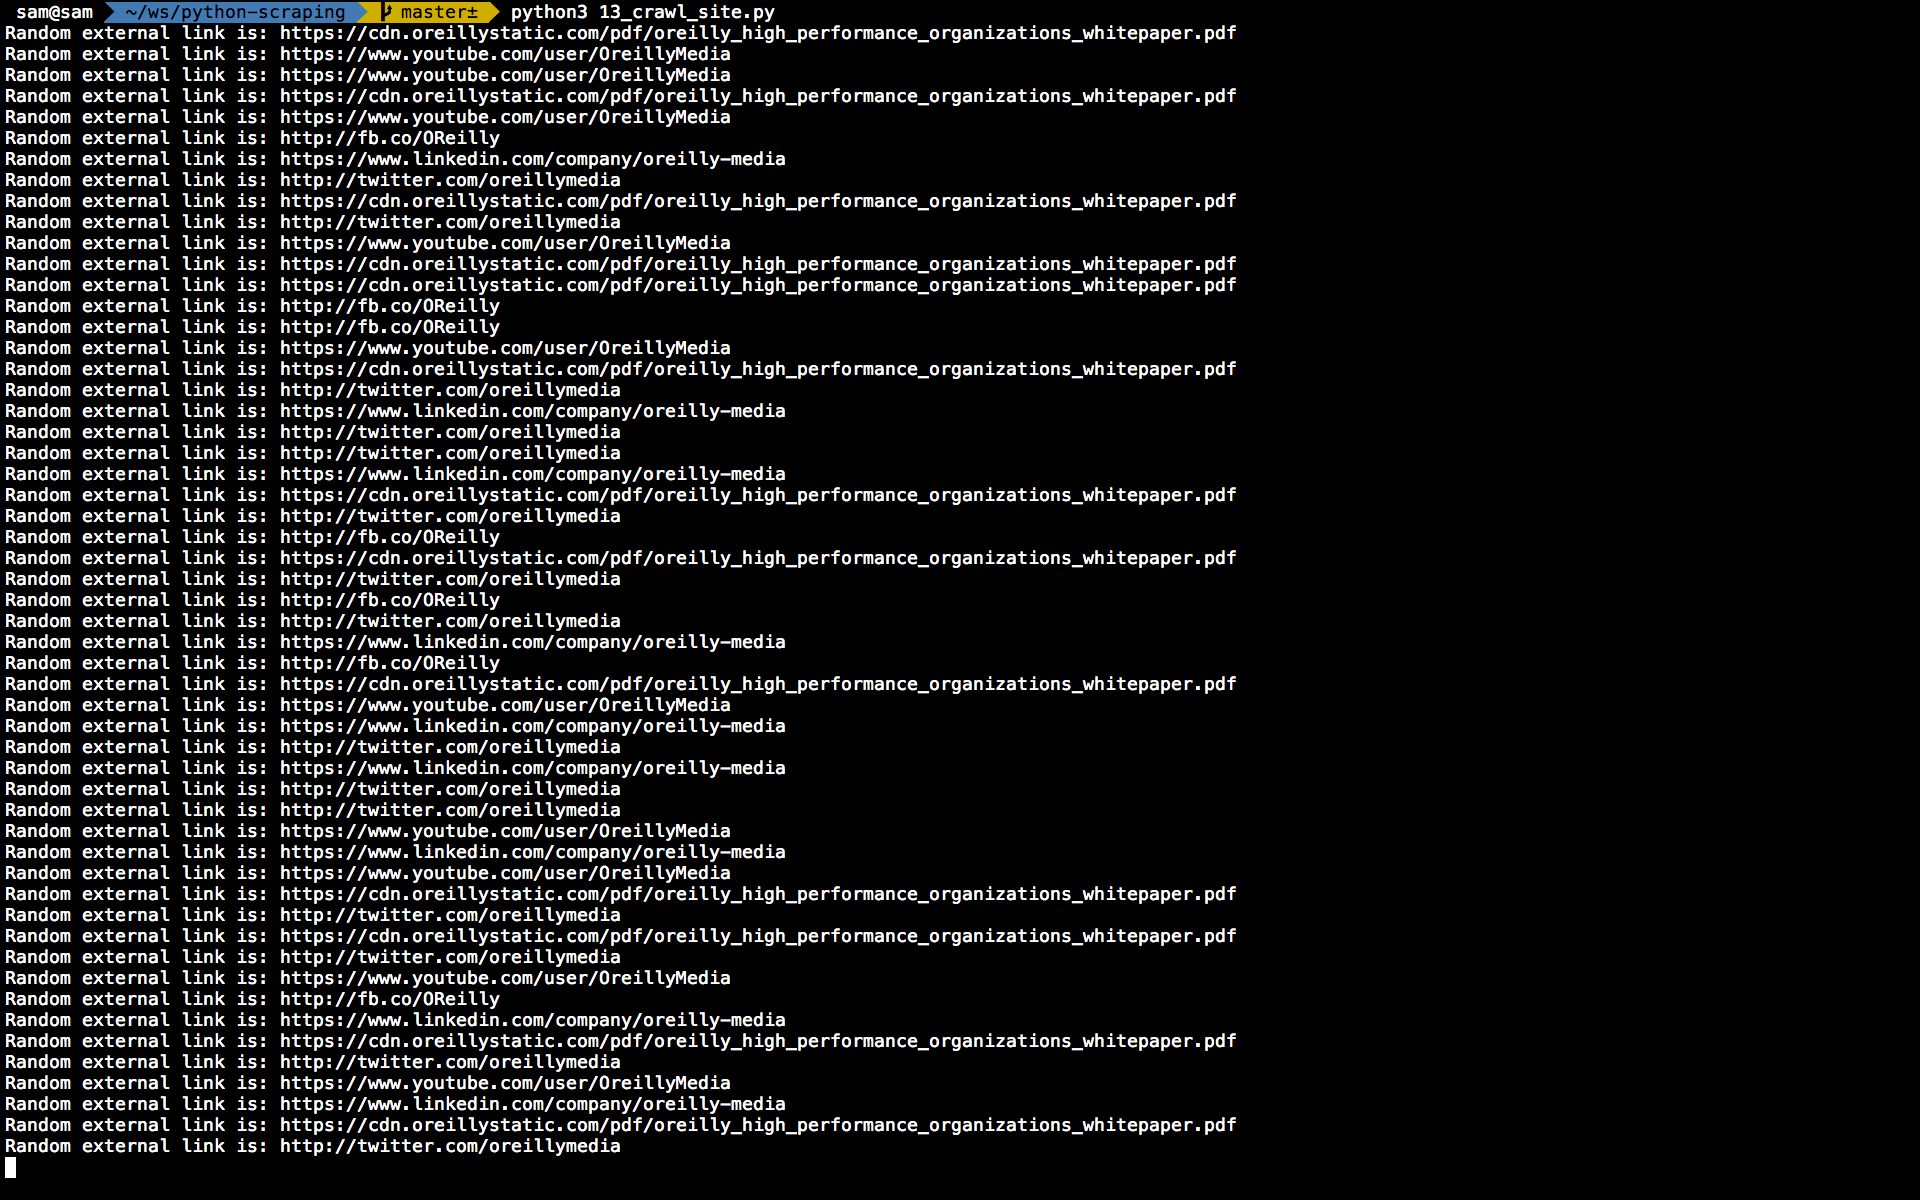 sam@sam ~/ws/python-scraping master± python3 13_crawl_site.py
Random external link is: https://cdn.oreillystatic.com/pdf/oreilly_high_performance_organizations_whitepaper.pdf
Random external link is: https://www.youtube.com/user/OreillyMedia
Random external link is: https://www.youtube.com/user/OreillyMedia
Random external link is: https://cdn.oreillystatic.com/pdf/oreilly_high_performance_organizations_whitepaper.pdf
Random external link is: https://www.youtube.com/user/OreillyMedia
Random external link is: http://fb.co/OReilly
Random external link is: https://www.linkedin.com/company/oreilly-media
Random external link is: http://twitter.com/oreillymedia
Random external link is: https://cdn.oreillystatic.com/pdf/oreilly_high_performance_organizations_whitepaper.pdf
Random external link is: http://twitter.com/oreillymedia
Random external link is: https://www.youtube.com/user/OreillyMedia
Random external link is: https://cdn.oreillystatic.com/pdf/oreilly_high_performance_organizations_whitepaper.pdf
Random external link is: https://cdn.oreillystatic.com/pdf/oreilly_high_performance_organizations_whitepaper.pdf
Random external link is: http://fb.co/OReilly
Random external link is: http://fb.co/OReilly
Random external link is: https://www.youtube.com/user/OreillyMedia
Random external link is: https://cdn.oreillystatic.com/pdf/oreilly_high_performance_organizations_whitepaper.pdf
Random external link is: http://twitter.com/oreillymedia
Random external link is: https://www.linkedin.com/company/oreilly-media
Random external link is: http://twitter.com/oreillymedia
Random external link is: http://twitter.com/oreillymedia
Random external link is: https://www.linkedin.com/company/oreilly-media
Random external link is: https://cdn.oreillystatic.com/pdf/oreilly_high_performance_organizations_whitepaper.pdf
Random external link is: http://twitter.com/oreillymedia
Random external link is: http://fb.co/OReilly
Random external link is: https://cdn.oreillystatic.com/pdf/oreilly_high_performance_organizations_whitepaper.pdf
Random external link is: http://twitter.com/oreillymedia
Random external link is: http://fb.co/OReilly
Random external link is: http://twitter.com/oreillymedia
Random external link is: https://www.linkedin.com/company/oreilly-media
Random external link is: http://fb.co/OReilly
Random external link is: https://cdn.oreillystatic.com/pdf/oreilly_high_performance_organizations_whitepaper.pdf
Random external link is: https://www.youtube.com/user/OreillyMedia
Random external link is: https://www.linkedin.com/company/oreilly-media
Random external link is: http://twitter.com/oreillymedia
Random external link is: https://www.linkedin.com/company/oreilly-media
Random external link is: http://twitter.com/oreillymedia
Random external link is: http://twitter.com/oreillymedia
Random external link is: https://www.youtube.com/user/OreillyMedia
Random external link is: https://www.linkedin.com/company/oreilly-media
Random external link is: https://www.youtube.com/user/OreillyMedia
Random external link is: https://cdn.oreillystatic.com/pdf/oreilly_high_performance_organizations_whitepaper.pdf
Random external link is: http://twitter.com/oreillymedia
Random external link is: https://cdn.oreillystatic.com/pdf/oreilly_high_performance_organizations_whitepaper.pdf
Random external link is: http://twitter.com/oreillymedia
Random external link is: https://www.youtube.com/user/OreillyMedia
Random external link is: http://fb.co/OReilly
Random external link is: https://www.linkedin.com/company/oreilly-media
Random external link is: https://cdn.oreillystatic.com/pdf/oreilly_high_performance_organizations_whitepaper.pdf
Random external link is: http://twitter.com/oreillymedia
Random external link is: https://www.youtube.com/user/OreillyMedia
Random external link is: https://www.linkedin.com/company/oreilly-media
Random external link is: https://cdn.oreillystatic.com/pdf/oreilly_high_performance_organizations_whitepaper.pdf
Random external link is: http://twitter.com/oreillymedia